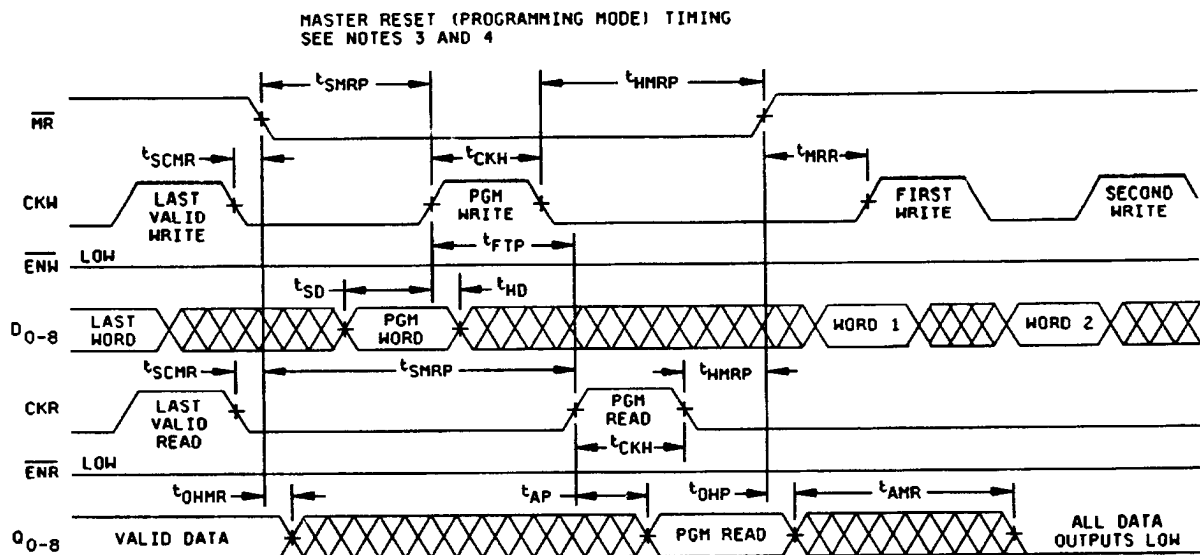 MASTER RESET (PROGRAMMING MODE) TIMING
SEE NOTES 3 AND 4
tSMRP
tHMRP
MR
tSCMR
tCKH
tMRR
CKW
LAST
VALID
WRITE
PGM
WRITE
FIRST
WRITE
SECOND
WRITE
tFTP
ENW
LOW
tSD
tHD
D0-8
LAST
WORD
PGM
WORD
WORD 1
WORD 2
tSCMR
tSMRP
tHMRP
CKR
LAST
VALID
READ
PGM
READ
tCKH
ENR
LOW
tOHMR
tAP
tOHP
tAMR
Q0-8
VALID DATA
PGM READ
ALL DATA
OUTPUTS LOW